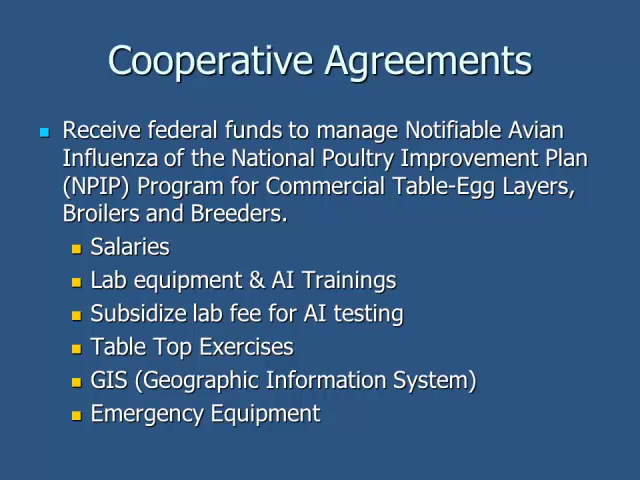 Cooperative Agreements
Receive federal funds to manage Notifiable Avian
Influenza of the National Poultry Improvement Plan
(NPIP) Program for Commercial Table-Egg Layers,
Broilers and Breeders.
Salaries
Lab equipment & AI Trainings
Subsidize lab fee for AI testing
Table Top Exercises
GIS (Geographic Information System)
Emergency Equipment